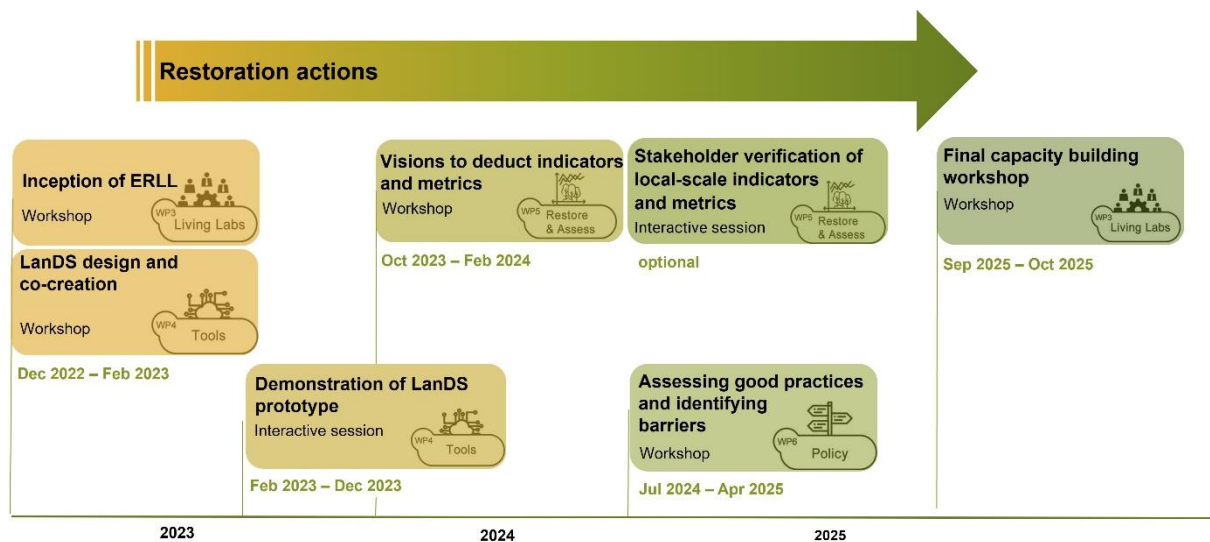 Restoration actions
Inception of ERLL
Workshop
WP3
Living Labs
LanDS design and
co-creation
Workshop
WP4
Tools
Dec 2022 – Feb 2023
Demonstration of LanDS
prototype
Interactive session
WP4
Tools
Feb 2023 – Dec 2023
Visions to deduct indicators
and metrics
Workshop
WP5
Restore
& Assess
Oct 2023 – Feb 2024
Stakeholder verification of
local-scale indicators
and metrics
Interactive session
WP5
Restore
& Assess
optional
Assessing good practices
and identifying
barriers
Workshop
WP6
Policy
Jul 2024 – Apr 2025
Final capacity building
workshop
Workshop
WP3
Living Labs
Sep 2025 – Oct 2025
2023
2024
2025